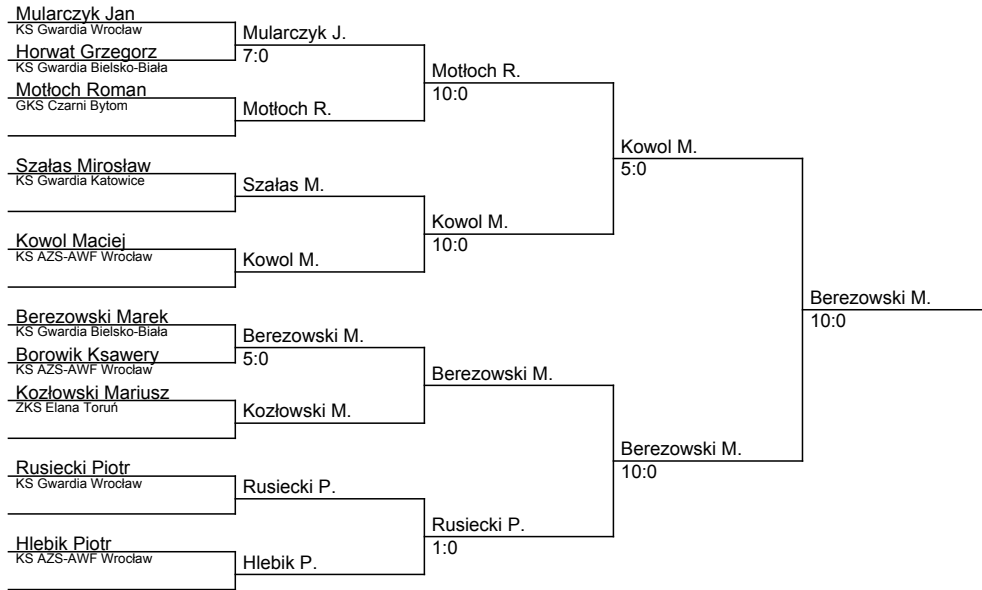 Mularczyk Jan
KS Gwardia Wrocław
Horwat Grzegorz
KS Gwardia Bielsko-Biała
Motłoch Roman
GKS Czarni Bytom
Szałas Mirosław
KS Gwardia Katowice
Kowol Maciej
KS AZS-AWF Wrocław
Berezowski Marek
KS Gwardia Bielsko-Biała
Borowik Ksawery
KS AZS-AWF Wrocław
Kozłowski Mariusz
ZKS Elana Toruń
Rusiecki Piotr
KS Gwardia Wrocław
Hlebik Piotr
KS AZS-AWF Wrocław
Mularczyk J.
7:0
Motłoch R.
Szałas M.
Kowol M.
Berezowski M.
5:0
Kozłowski M.
Rusiecki P.
Hlebik P.
Motłoch R.
10:0
Kowol M.
10:0
Berezowski M.
Rusiecki P.
1:0
Kowol M.
5:0
Berezowski M.
10:0
Berezowski M.
10:0